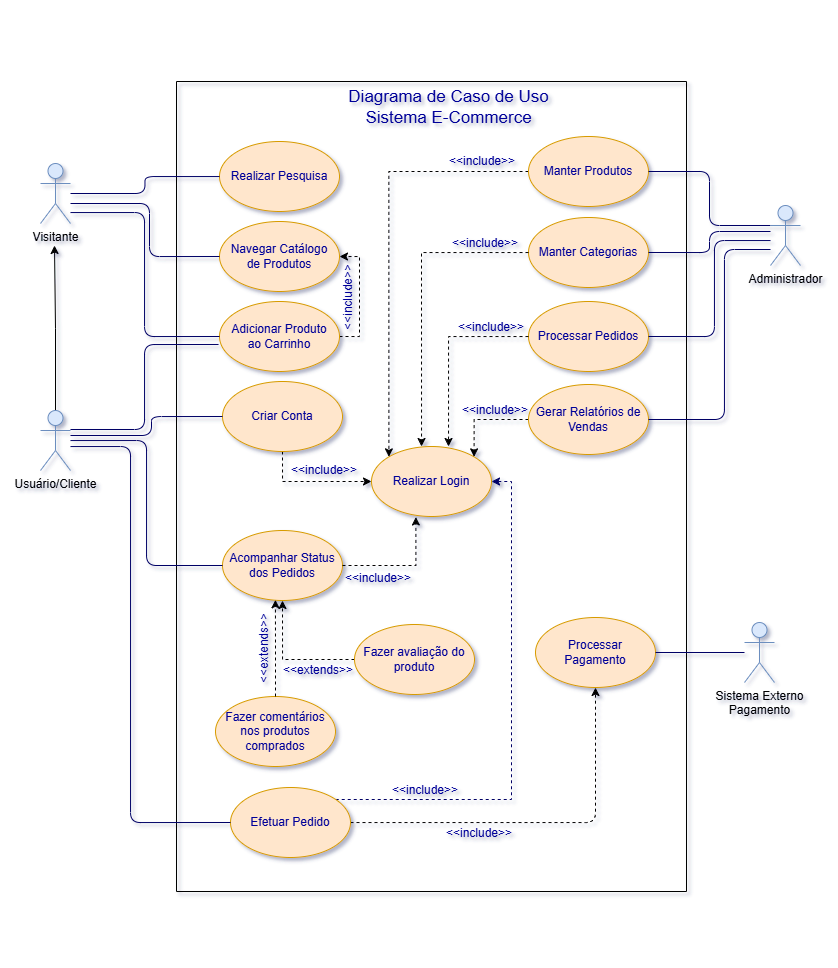 Diagrama de Caso de Uso
Sistema E-Commerce
<<include>>
Manter Produtos
Realizar Pesquisa
Visitante
<<include>>
Navegar Catálogo
de Produtos
Manter Categorias
Administrador
<<include>>
<<include>>
Adicionar Produto
ao Carrinho
Processar Pedidos
<<include>>
Gerar Relatórios de
Vendas
Criar Conta
<<include>>
Realizar Login
Usuário/Cliente
Acompanhar Status
dos Pedidos
<<include>>
<<extends>>
Fazer avaliação do
produto
<<extends>>
Processar
Pagamento
Sistema Externo
Pagamento
Fazer comentários
nos produtos
comprados
<<include>>
Efetuar Pedido
<<include>>